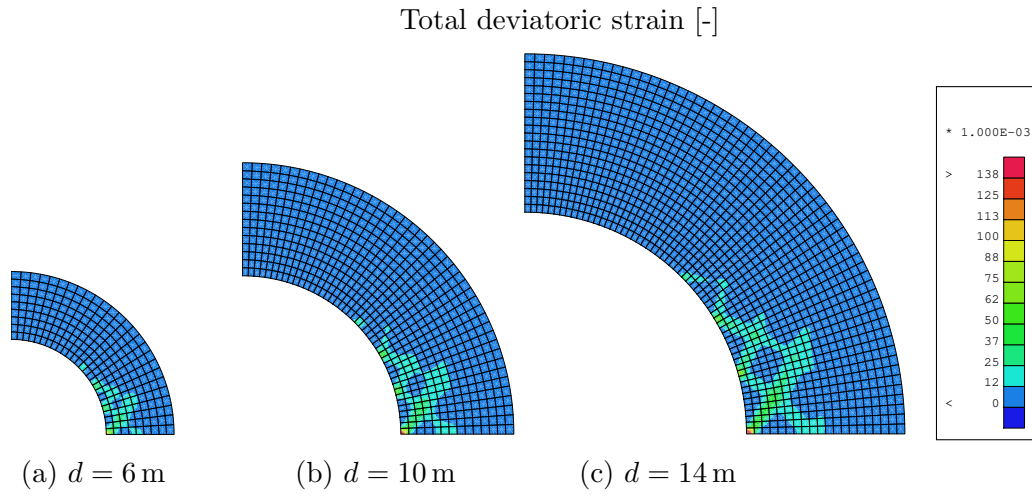 Total deviatoric strain [-]
* 1.000E-03
> 138
125
113
100
88
75
62
50
37
25
12
< 0
(a) d = 6 m
(b) d = 10 m
(c) d = 14 m